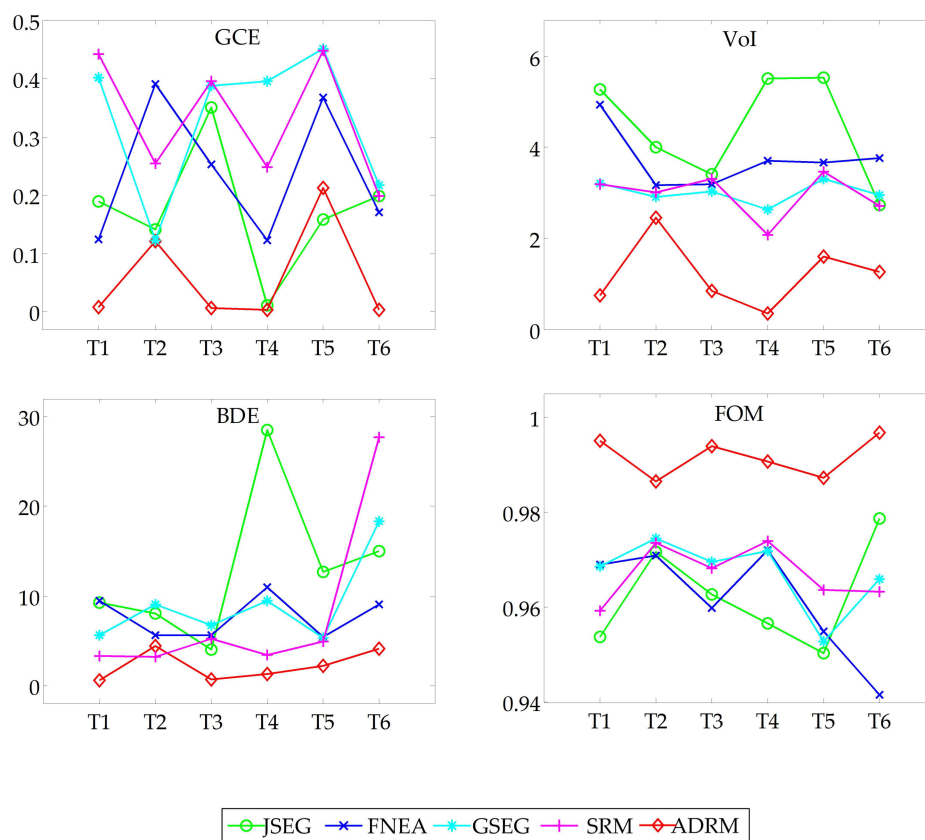 GCE
0.5
0.4
0.3
0.2
0.1
0
T1 T2 T3 T4 T5 T6
VoI
6
4
2
0
T1 T2 T3 T4 T5 T6
BDE
30
20
10
0
T1 T2 T3 T4 T5 T6
FOM
1
0.98
0.96
0.94
T1 T2 T3 T4 T5 T6
JSEG FNEA GSEG SRM ADRM